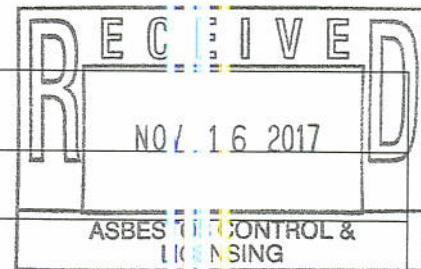 RECEIVED
NOV 16 2017
ASBESTOS CONTROL &
LICENSING